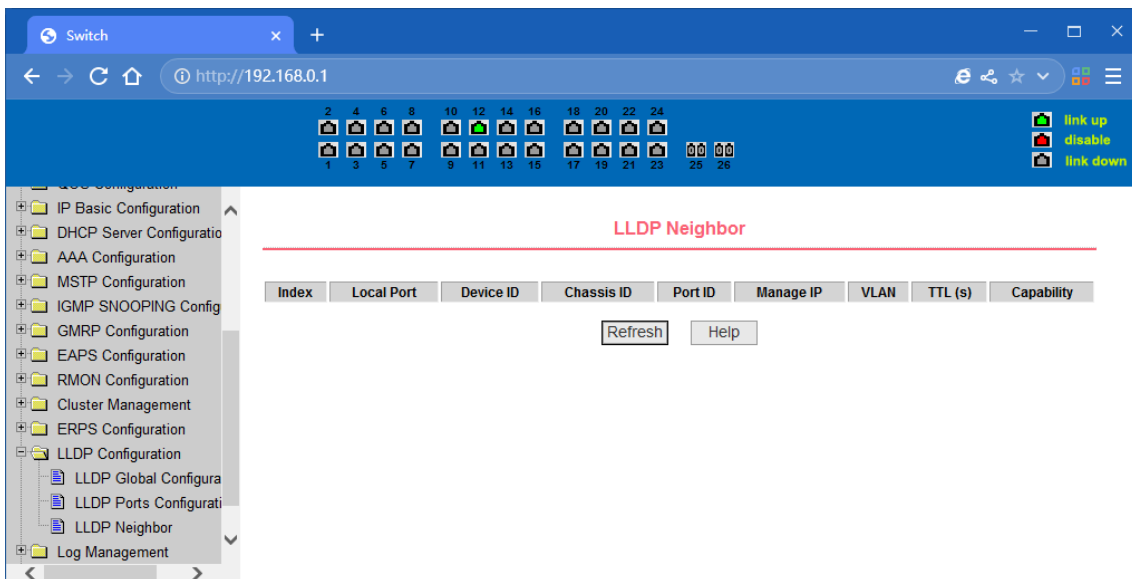 Switch
http://192.168.0.1
2 4 6 8 10 12 14 16 18 20 22 24
1 3 5 7 9 11 13 15 17 19 21 23 25 26
link up
disable
link down
IP Basic Configuration
DHCP Server Configuratio
AAA Configuration
MSTP Configuration
IGMP SNOOPING Config
GMRP Configuration
EAPS Configuration
RMON Configuration
Cluster Management
ERPS Configuration
LLDP Configuration
LLDP Global Configura
LLDP Ports Configurati
LLDP Neighbor
Log Management
LLDP Neighbor
Index Local Port Device ID Chassis ID Port ID Manage IP VLAN TTL (s) Capability
Refresh Help